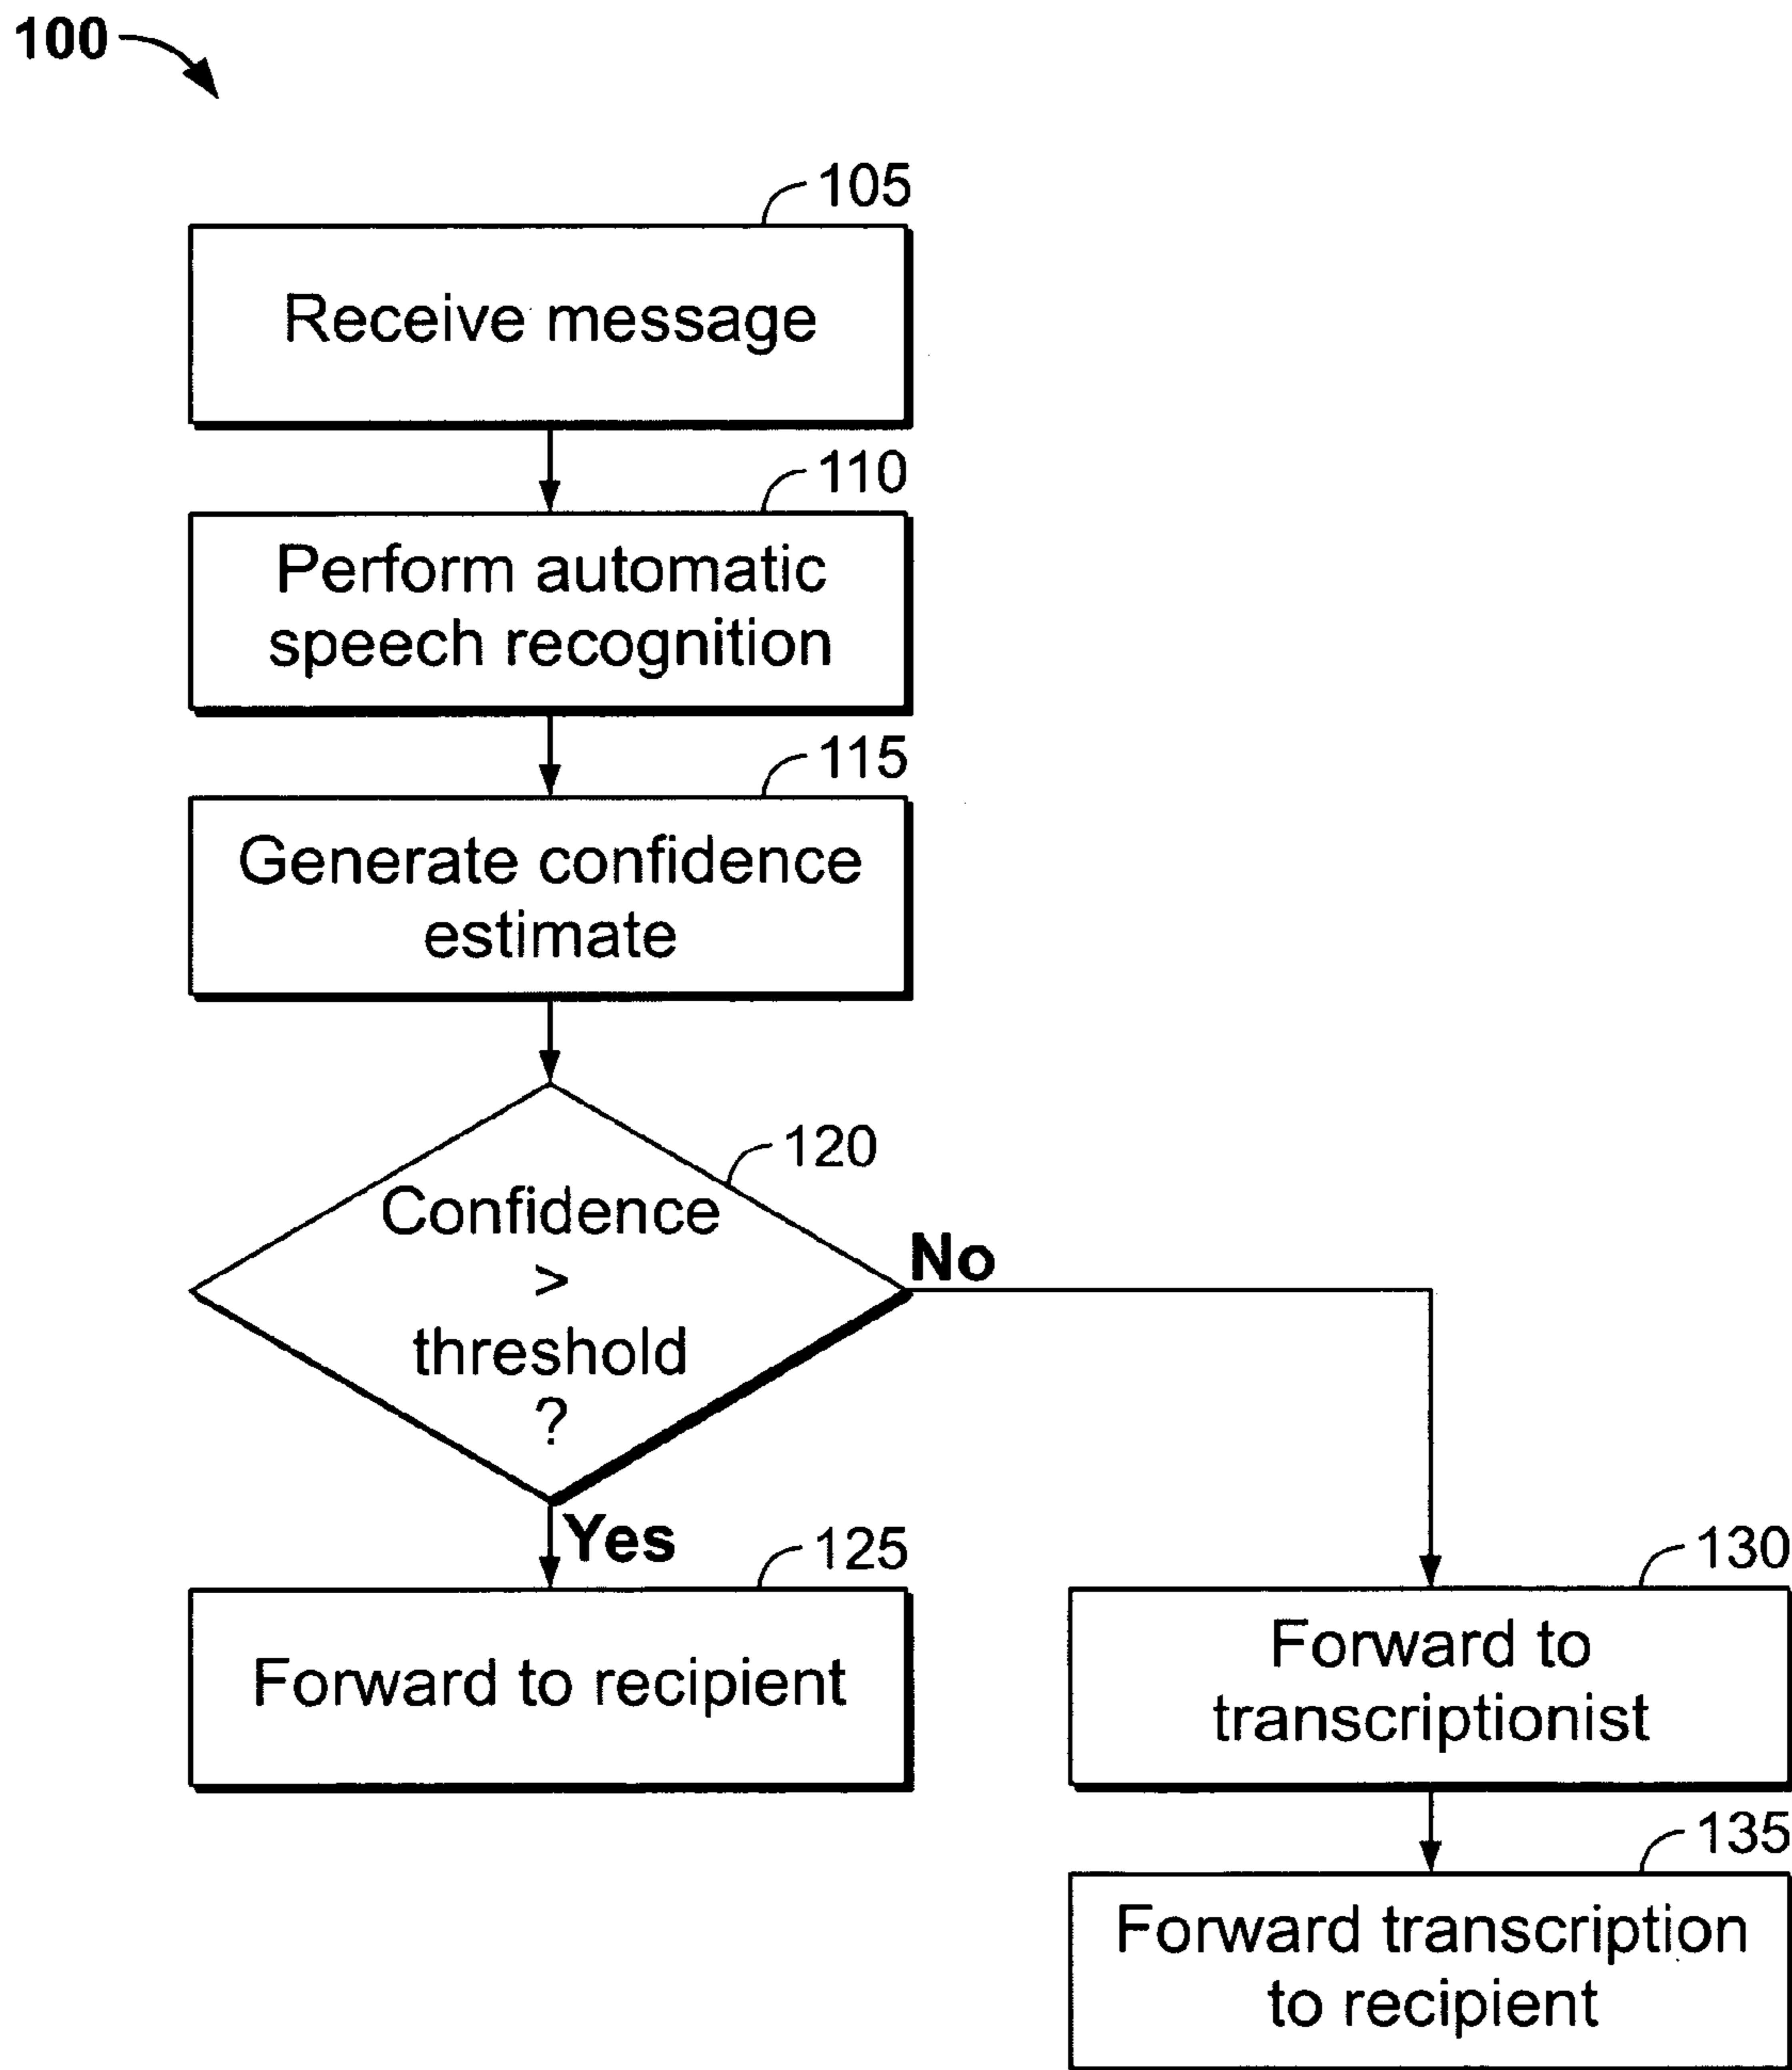 100
105
Receive message
110
Perform automatic
speech recognition
115
Generate confidence
estimate
120
Confidence
>
threshold
?
No
Yes
125
Forward to recipient
130
Forward to
transcriptionist
135
Forward transcription
to recipient